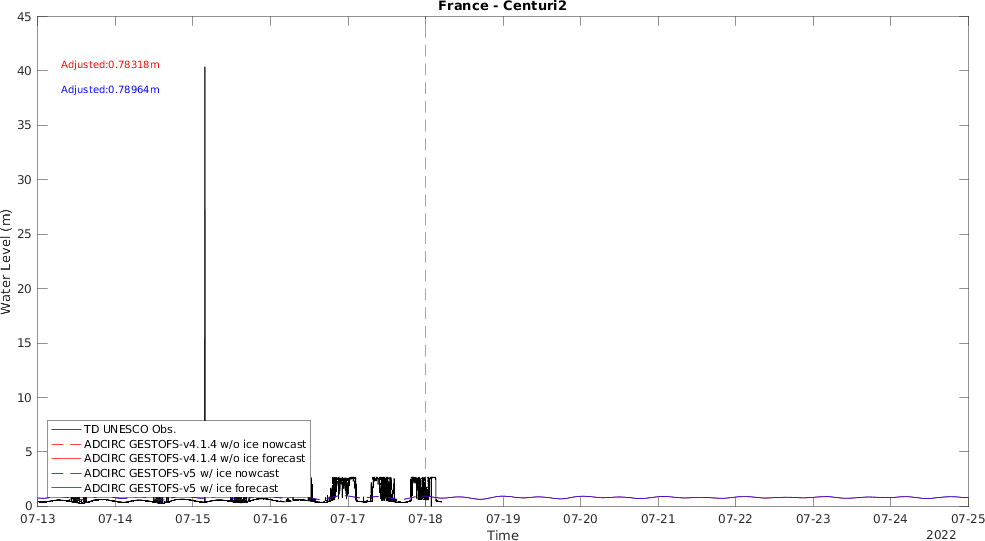 France - Centuri2
45
40
35
30
25
20
15
10
5
0
Water Level (m)
Adjusted:0.78318m
Adjusted:0.78964m
TD UNESCO Obs.
ADCIRC GESTOFS-v4.1.4 w/o ice nowcast
ADCIRC GESTOFS-v4.1.4 w/o ice forecast
ADCIRC GESTOFS-v5 w/ ice nowcast
ADCIRC GESTOFS-v5 w/ ice forecast
07-13 07-14 07-15 07-16 07-17 07-18 07-19 07-20 07-21 07-22 07-23 07-24 07-25
Time
2022